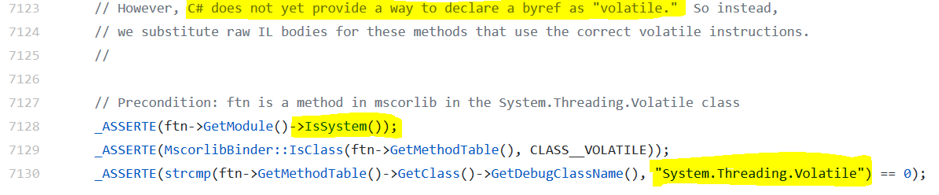 7123 // However, C# does not yet provide a way to declare a byref as "volatile." So instead,
7124 // we substitute raw IL bodies for these methods that use the correct volatile instructions.
7125 //
7126
7127 // Precondition: ftn is a method in mscorlib in the System.Threading.Volatile class
7128 _ASSERTE(ftn->GetModule()->IsSystem());
7129 _ASSERTE(MscorlibBinder::IsClass(ftn->GetMethodTable(), CLASS__VOLATILE));
7130 _ASSERTE(strcmp(ftn->GetMethodTable()->GetClass()->GetDebugClassName(), "System.Threading.Volatile") == 0);